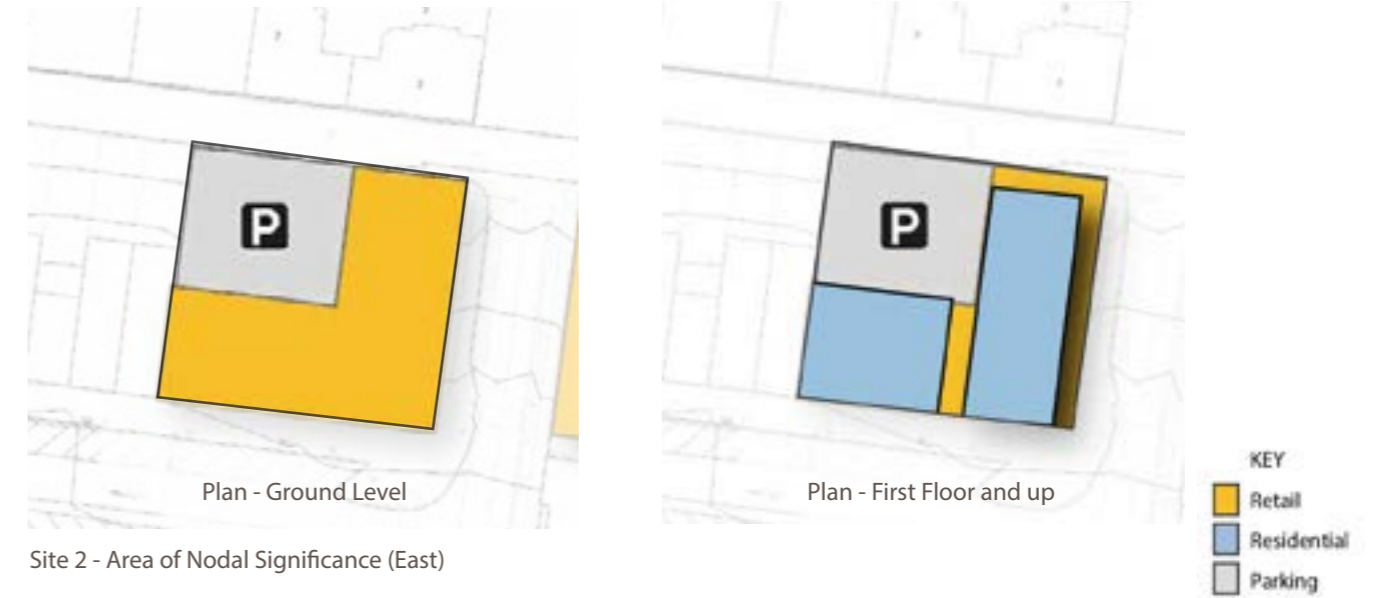 P
P
Plan - Ground Level
Plan - First Floor and up
Site 2 - Area of Nodal Significance (East)
KEY
Retail
Residential
Parking